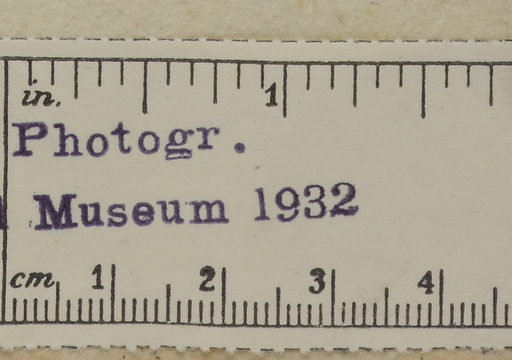 in. 1
Photogr.
Museum 1932
cm 1 2 3 4